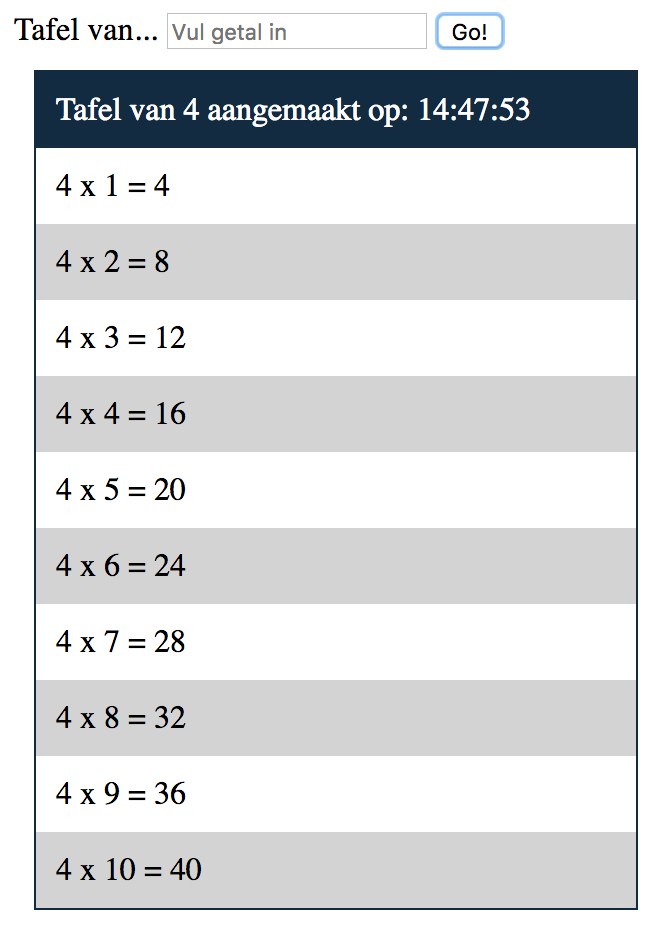 Tafel van... Vul getal in Go!
Tafel van 4 aangemaakt op: 14:47:53
4 x 1 = 4
4 x 2 = 8
4 x 3 = 12
4 x 4 = 16
4 x 5 = 20
4 x 6 = 24
4 x 7 = 28
4 x 8 = 32
4 x 9 = 36
4 x 10 = 40